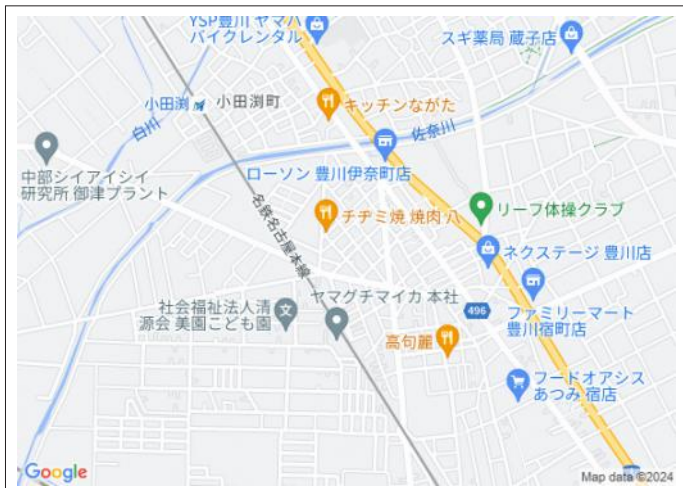 YSP豊川 ヤマハ
バイクレンタル
スギ薬局 蔵子店
小田渕
小田渕町
キッチンながた
白川
佐奈川
中部シイアイシイ
研究所 御津プラント
ローソン 豊川伊奈町店
名鉄名古屋本線
チヂミ焼 焼肉 八
リーフ体操クラブ
ネクステージ 豊川店
社会福祉法人清
源会 美園こども園
ヤマグチマイカ 本社
496
ファミリーマート
豊川宿町店
高句麗
フードオアシス
あつみ 宿店
Google
Map data ©2024